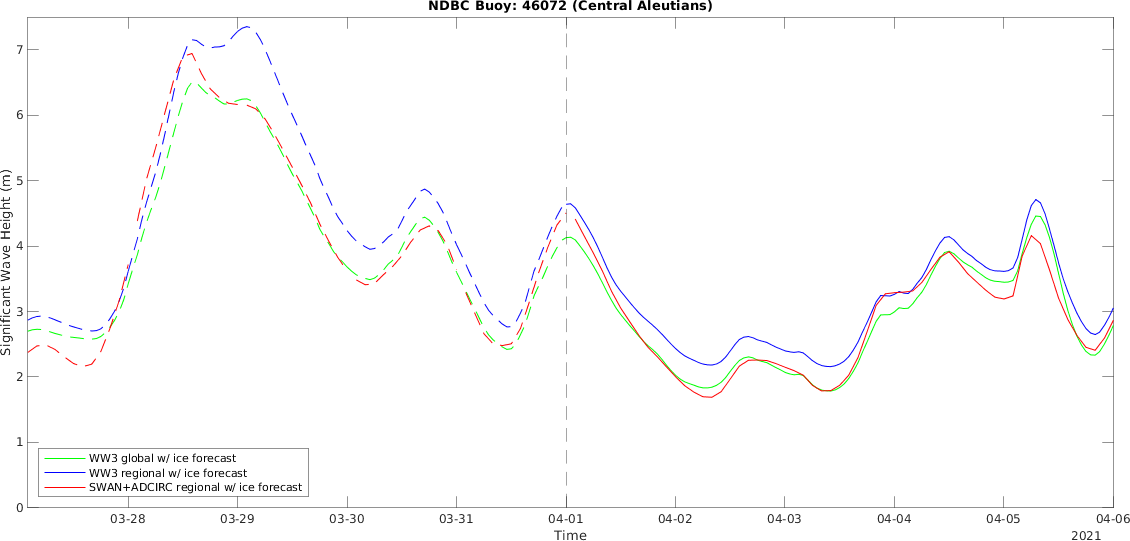 NDBC Buoy: 46072 (Central Aleutians)
Significant Wave Height (m)
7
6
5
4
3
2
1
0
WW3 global w/ ice forecast
WW3 regional w/ ice forecast
SWAN+ADCIRC regional w/ ice forecast
03-28 03-29 03-30 03-31 04-01 04-02 04-03 04-04 04-05 04-06
Time
2021